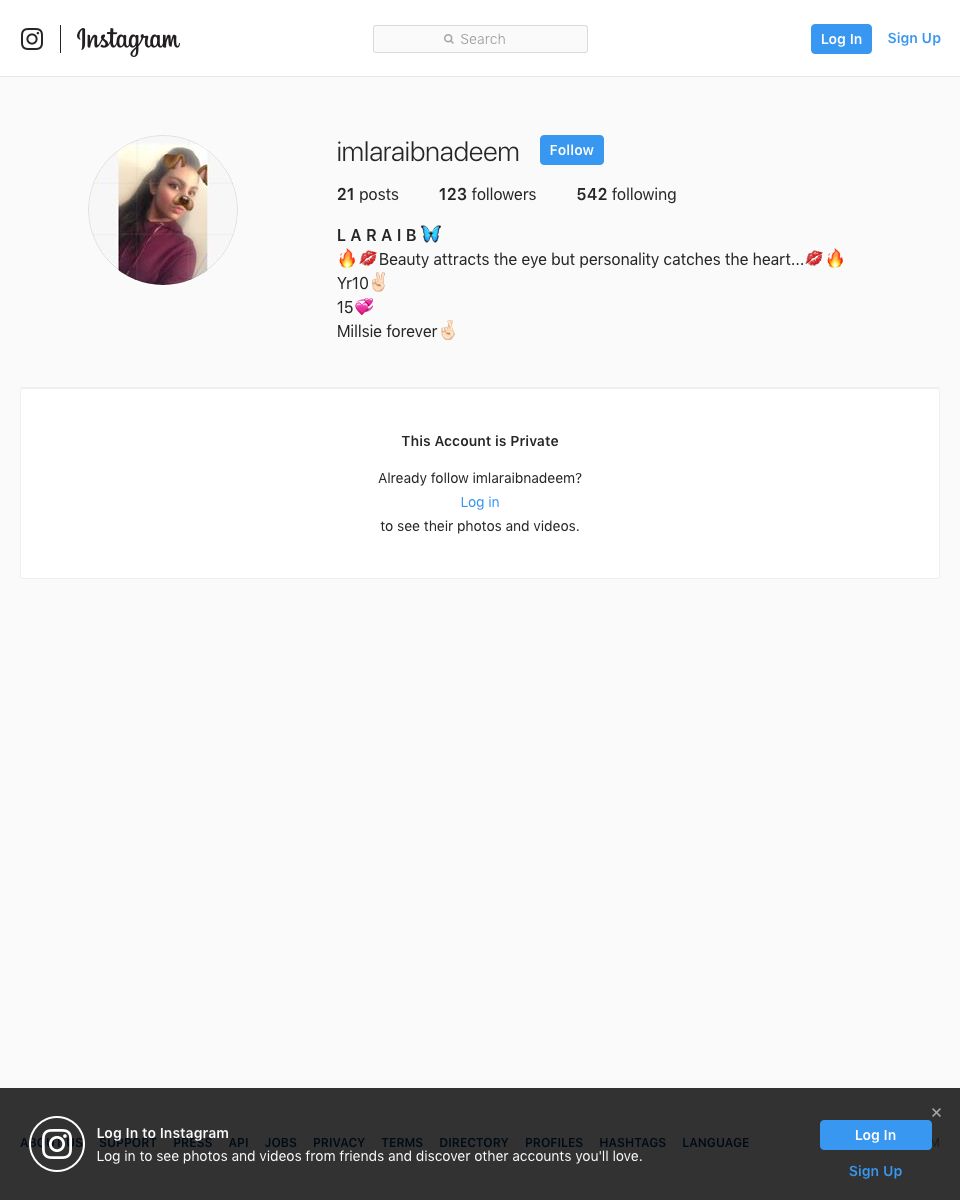 Instagram
Search
Log In
Sign Up
imlaraibnadeem
Follow
21 posts
123 followers
542 following
L A R A I B 🦋
🔥💋Beauty attracts the eye but personality catches the heart...💋🔥
Yr10✌🏻
15💞
Millsie forever🤞🏻
This Account is Private
Already follow imlaraibnadeem?
Log in
to see their photos and videos.
Log In to Instagram
Log in to see photos and videos from friends and discover other accounts you'll love.
SUPPORT PRESS API JOBS PRIVACY TERMS DIRECTORY PROFILES HASHTAGS LANGUAGE
Log In
Sign Up